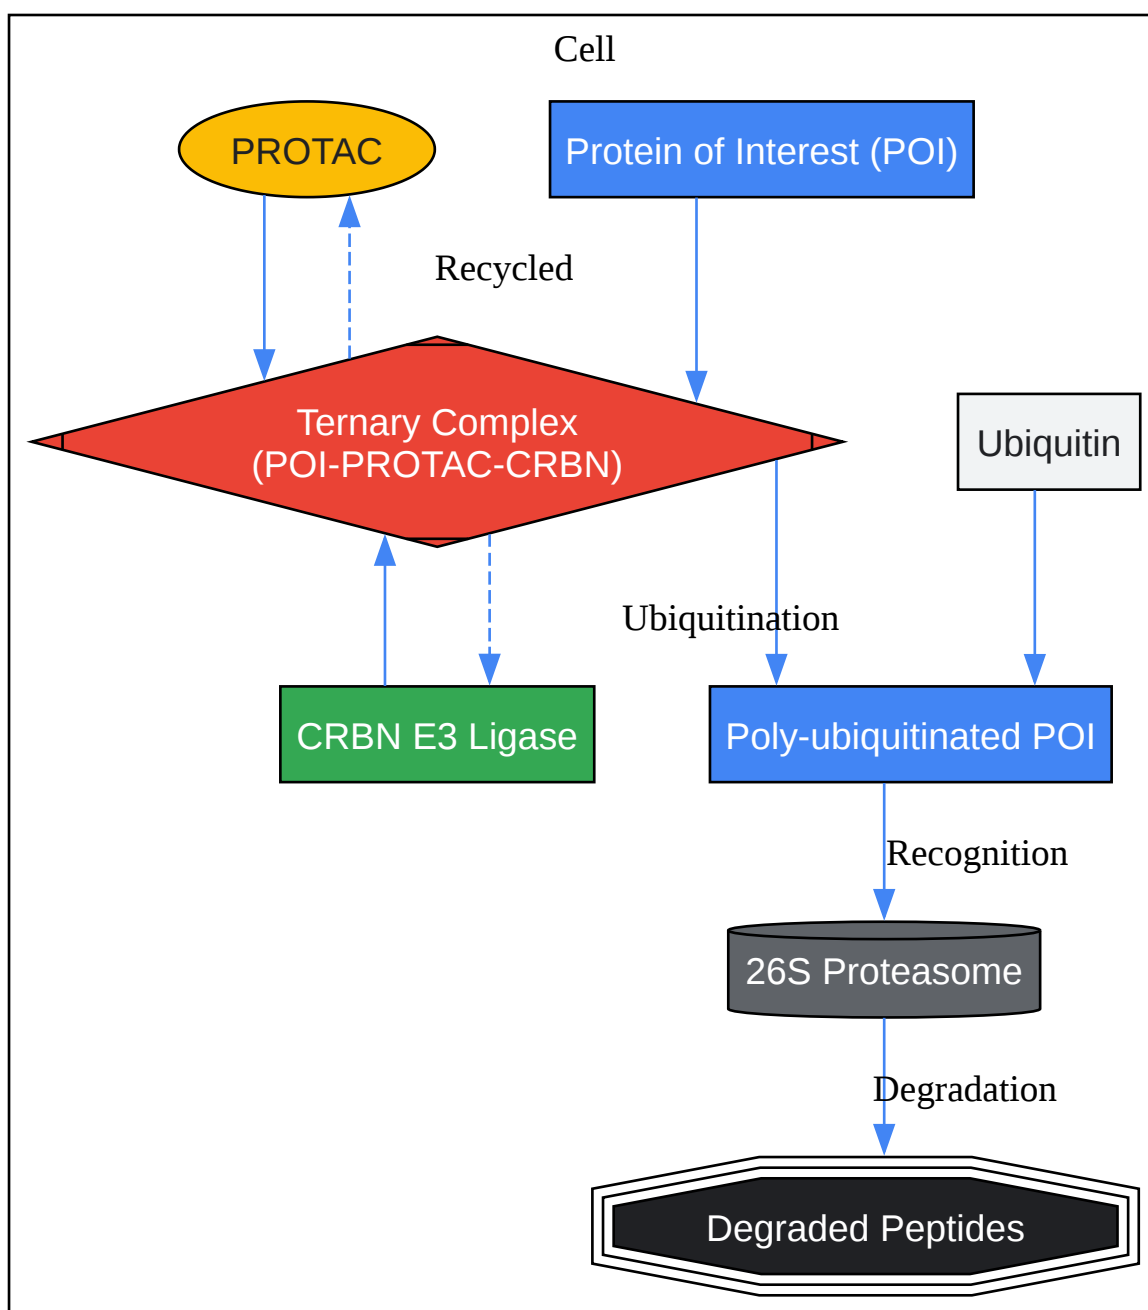 Cell
PROTAC
Protein of Interest (POI)
Recycled
Ternary Complex
(POI-PROTAC-CRBN)
Ubiquitin
Ubiquitination
CRBN E3 Ligase
Poly-ubiquitinated POI
Recognition
26S Proteasome
Degradation
Degraded Peptides